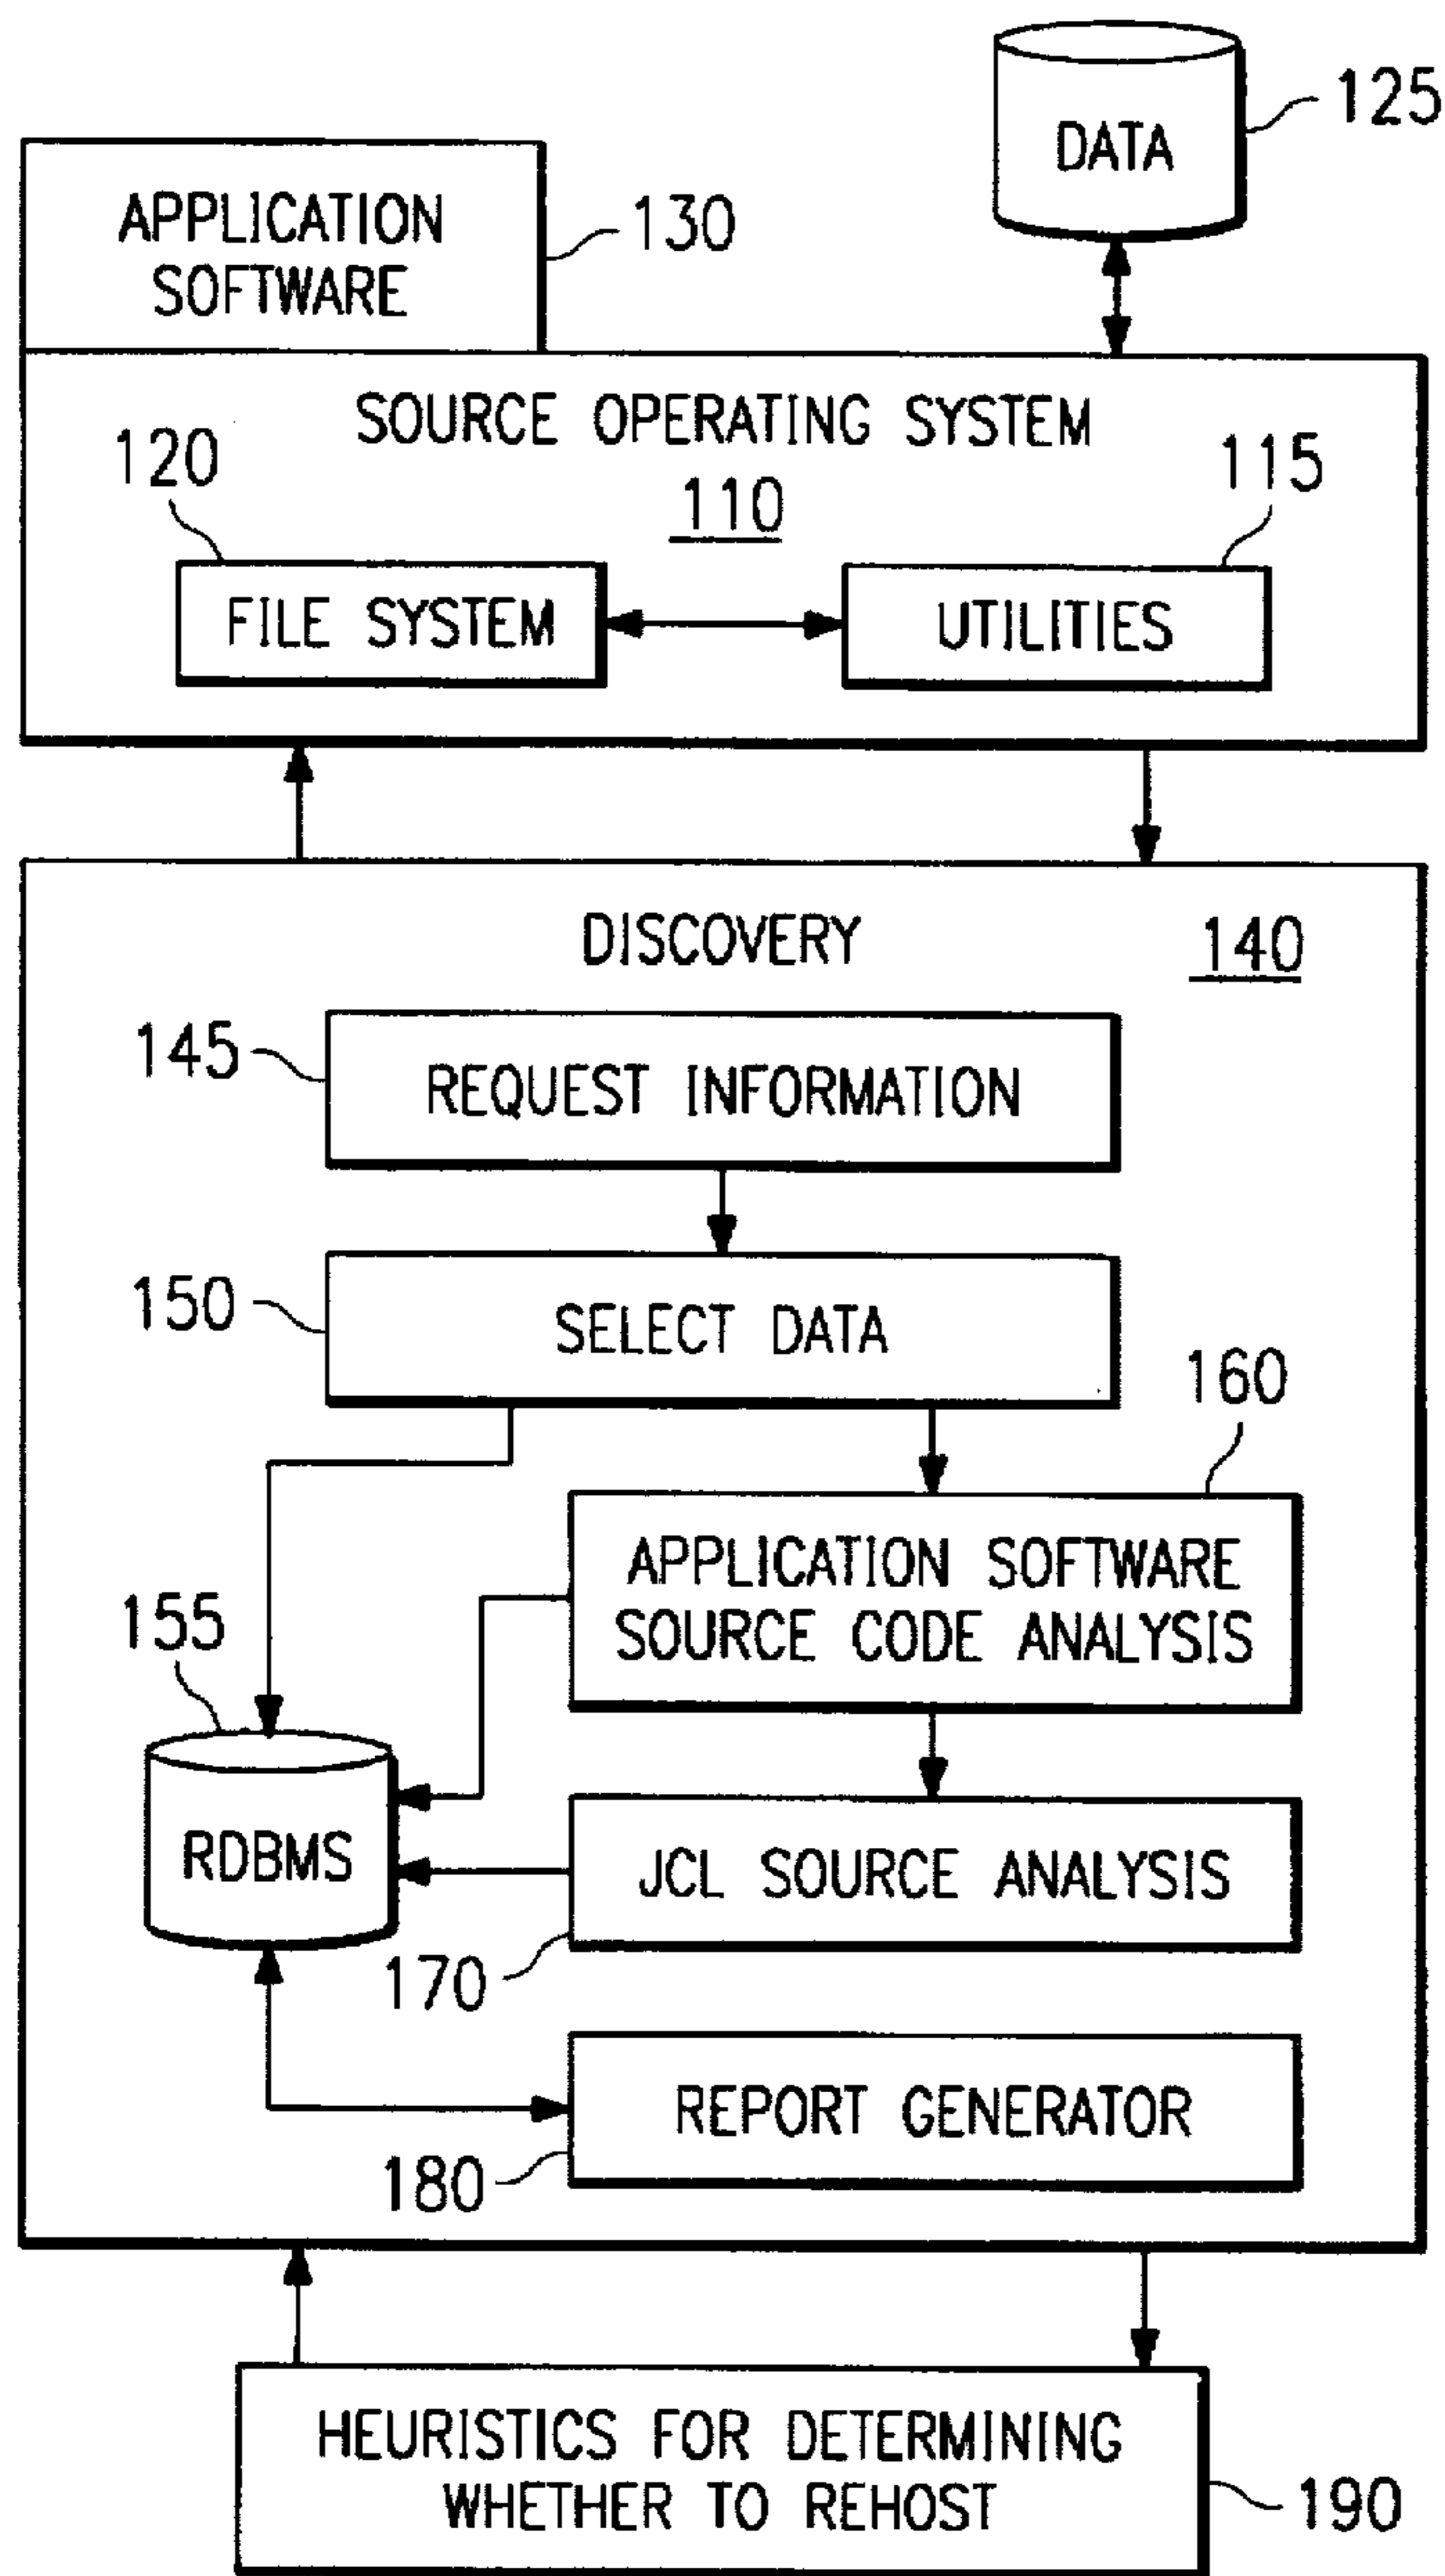 DATA
125
APPLICATION
SOFTWARE
130
SOURCE OPERATING SYSTEM
110
120
115
FILE SYSTEM
UTILITIES
DISCOVERY
140
145
REQUEST INFORMATION
150
SELECT DATA
160
APPLICATION SOFTWARE
SOURCE CODE ANALYSIS
155
RDBMS
JCL SOURCE ANALYSIS
170
REPORT GENERATOR
180
HEURISTICS FOR DETERMINING
WHETHER TO REHOST
190